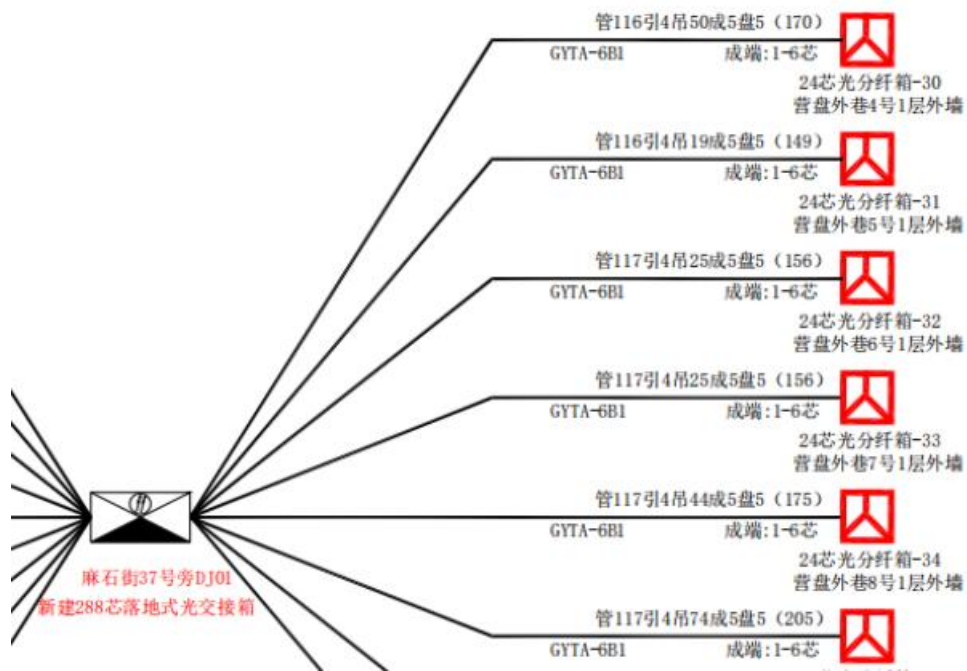 管116引4吊50成5盘5（170）
GYTA-6B1 成端:1-6芯
24芯光分纤箱-30
营盘外巷4号1层外墙
管116引4吊19成5盘5（149）
GYTA-6B1 成端:1-6芯
24芯光分纤箱-31
营盘外巷5号1层外墙
管117引4吊25成5盘5（156）
GYTA-6B1 成端:1-6芯
24芯光分纤箱-32
营盘外巷6号1层外墙
管117引4吊25成5盘5（156）
GYTA-6B1 成端:1-6芯
24芯光分纤箱-33
营盘外巷7号1层外墙
管117引4吊44成5盘5（175）
GYTA-6B1 成端:1-6芯
24芯光分纤箱-34
营盘外巷8号1层外墙
麻石街37号旁DJ01
新建288芯落地式光交接箱
管117引4吊74成5盘5（205）
GYTA-6B1 成端:1-6芯